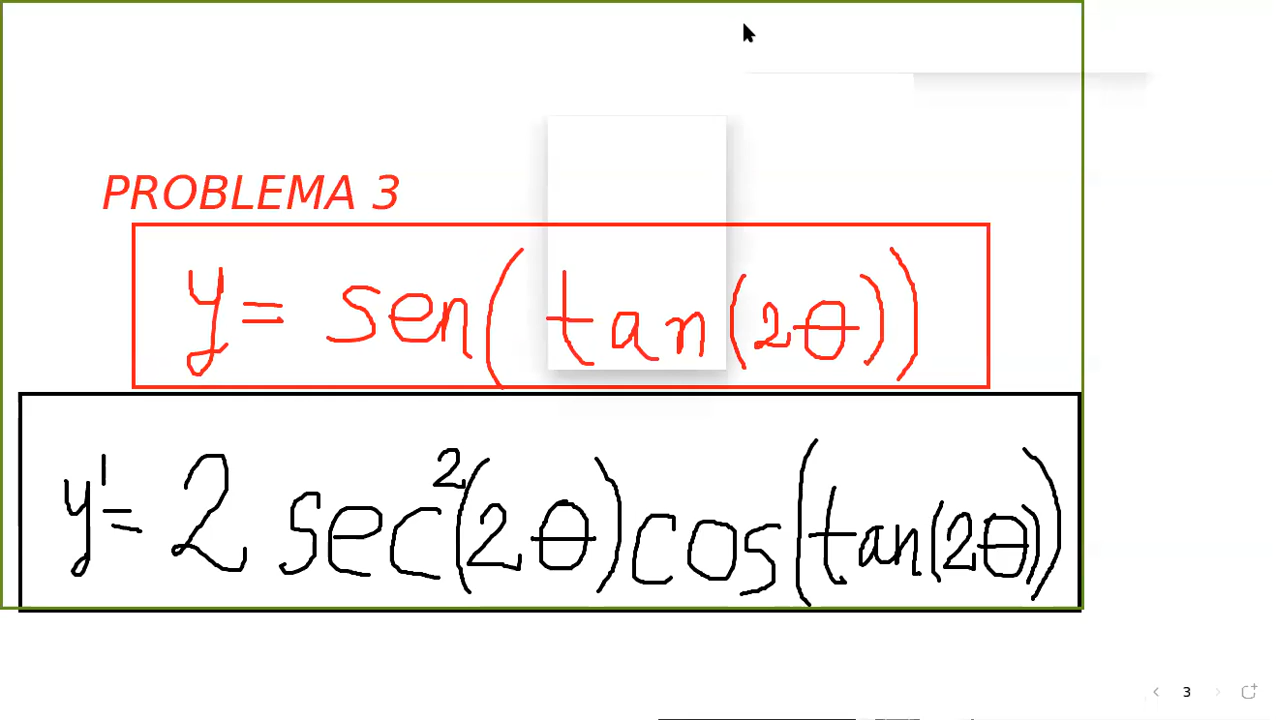 PROBLEMA 3
y = sen(tan(2θ))
y' = 2 sec²(2θ)cos(tan(2θ))
3